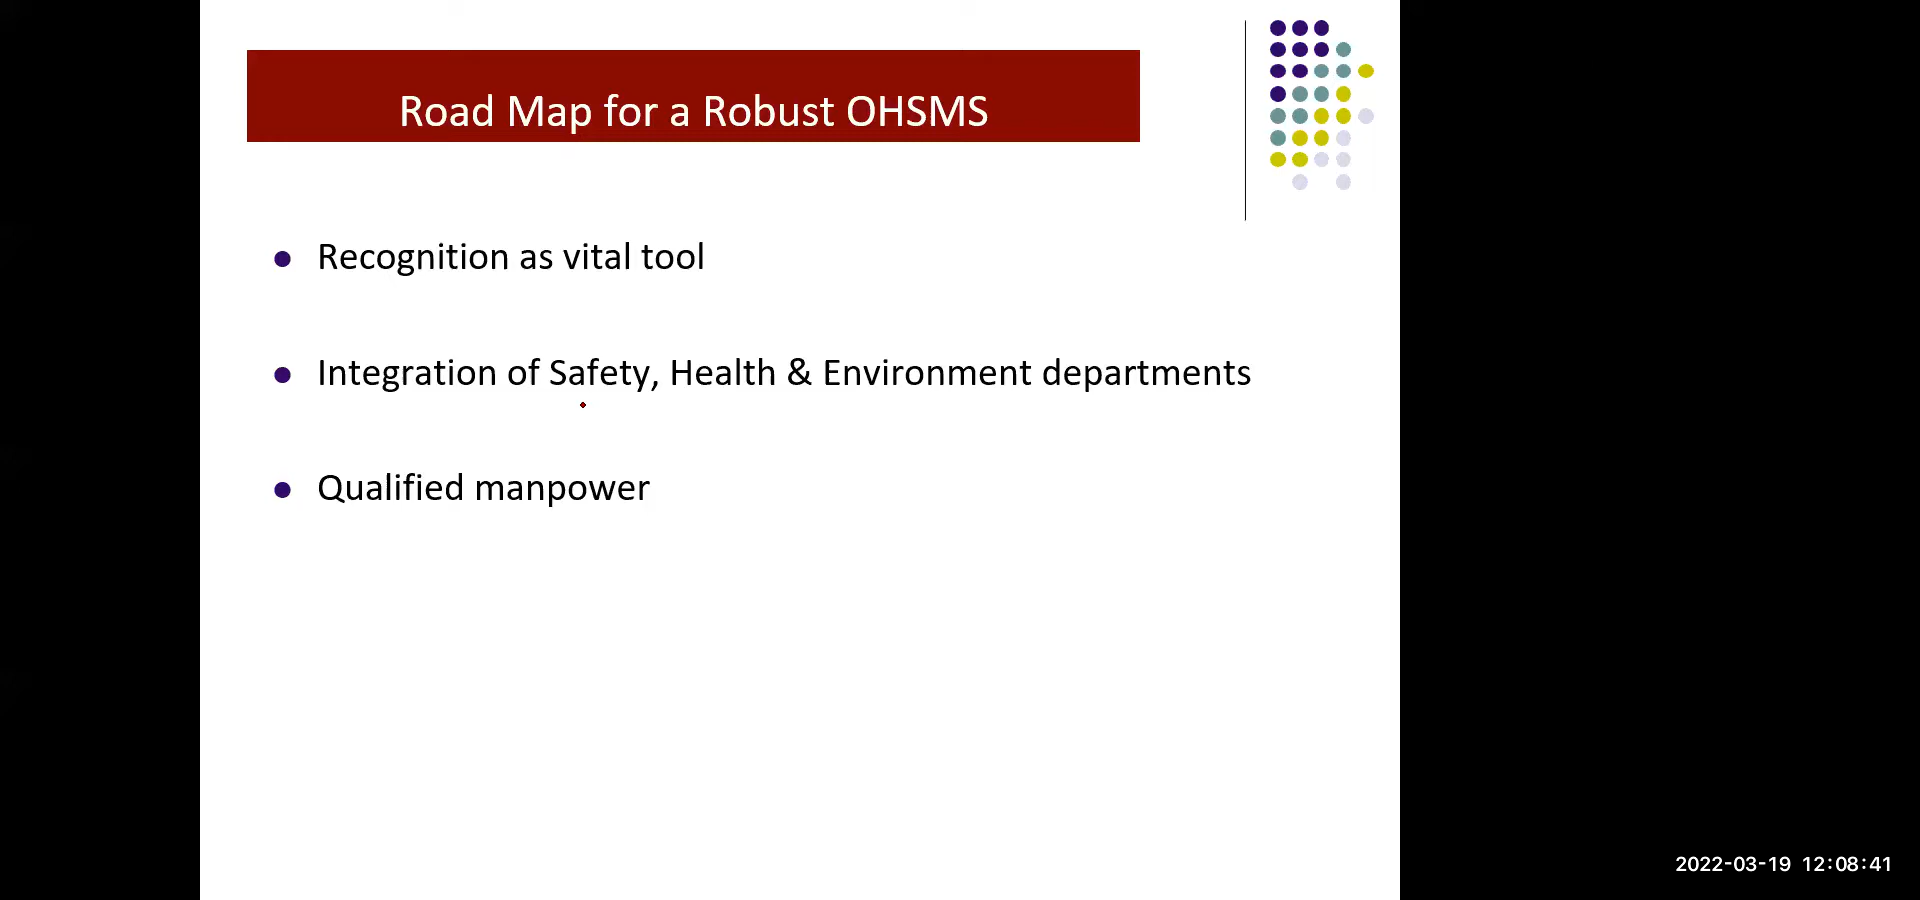 Road Map for a Robust OHSMS
Recognition as vital tool
Integration of Safety, Health & Environment departments
Qualified manpower
2022-03-19 12:08:41